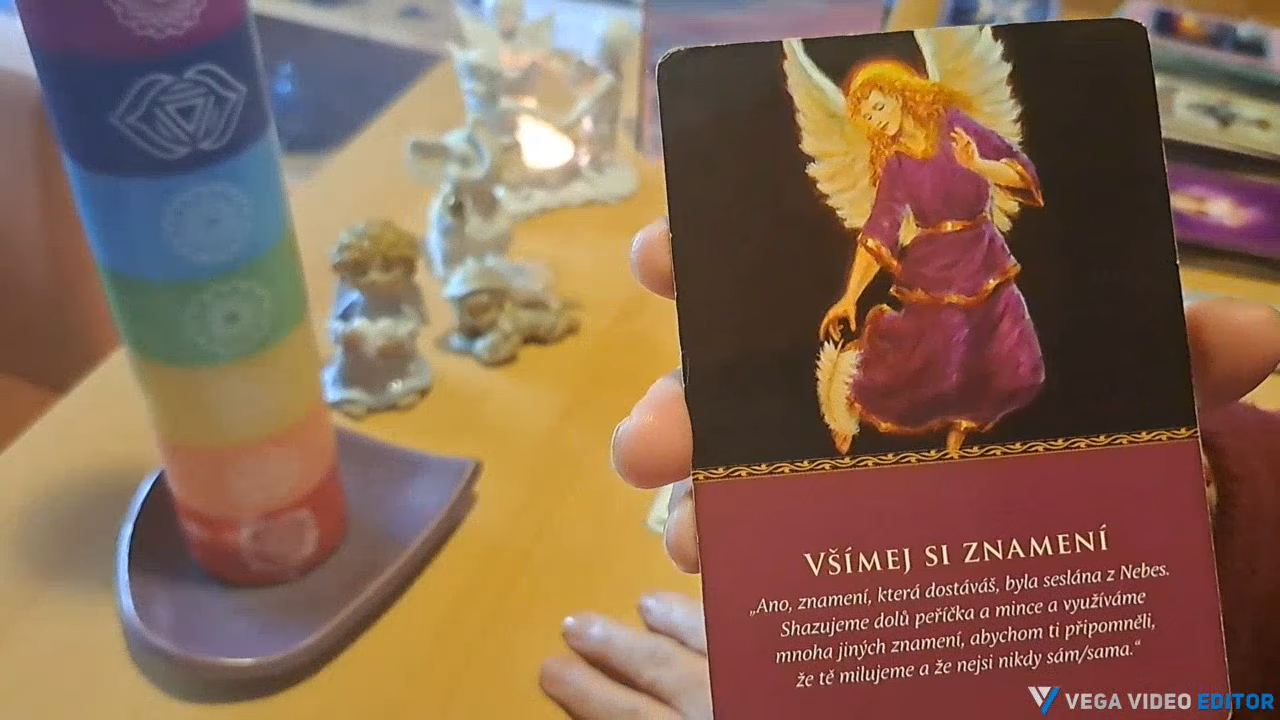 VŠÍMEJ SI ZNAMENÍ
„Ano, znamení, která dostáváš, byla seslána z Nebes.
Shazujeme dolů peříčka a mince a využíváme
mnoha jiných znamení, abychom ti připomněli,
že tě milujeme a že nejsi nikdy sám/sama.“
VEGA VIDEO EDITOR